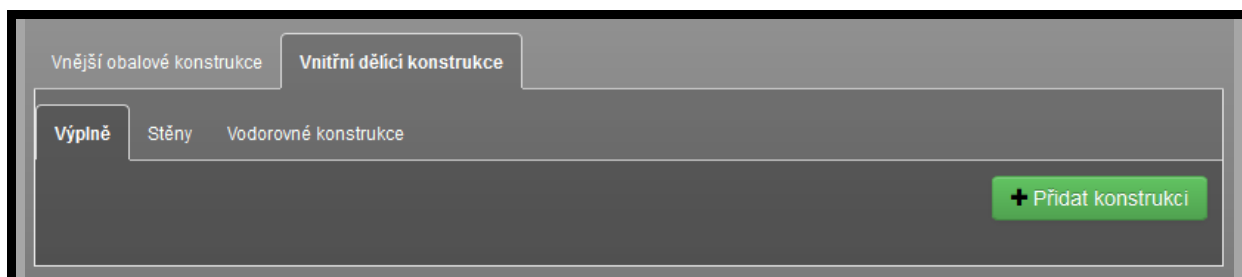 Vnější obalové konstrukce Vnitřní dělící konstrukce
Výplně Stěny Vodorovné konstrukce
Přidat konstrukci